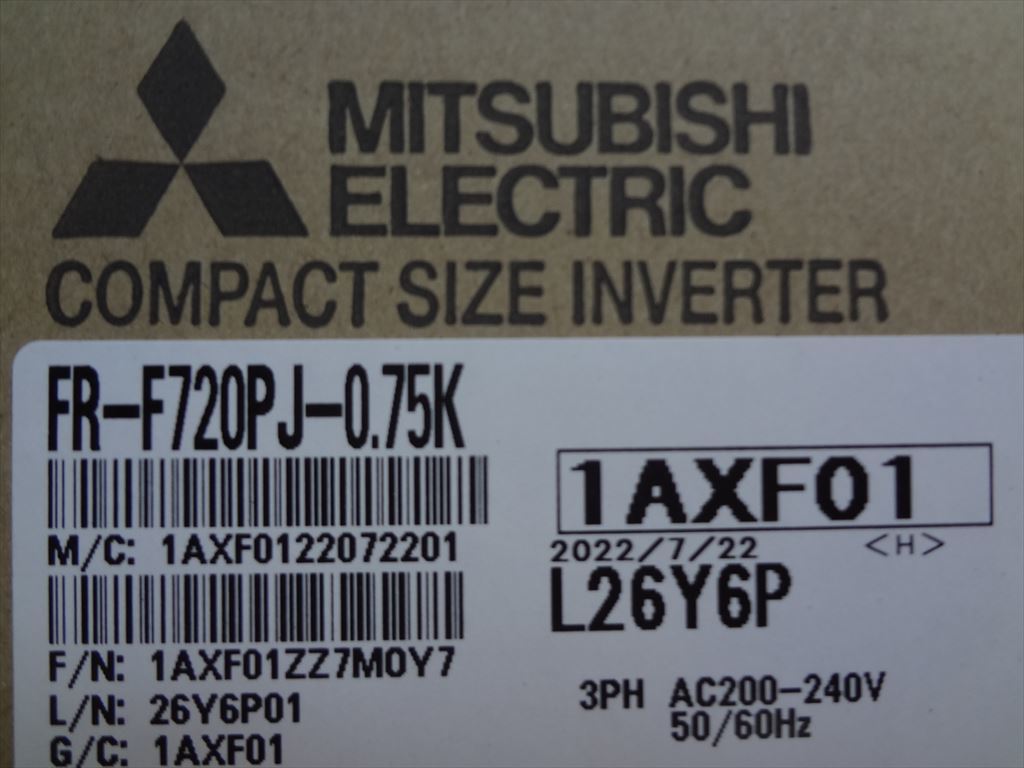 MITSUBISHI
ELECTRIC
COMPACT SIZE INVERTER
FR-F720PJ-0.75K
1AXF01
M/C: 1AXF0122072201
2022/7/22 <H>
L26Y6P
F/N: 1AXF01ZZ7M0Y7
L/N: 26Y6P01
G/C: 1AXF01
3PH AC200-240V
50/60Hz